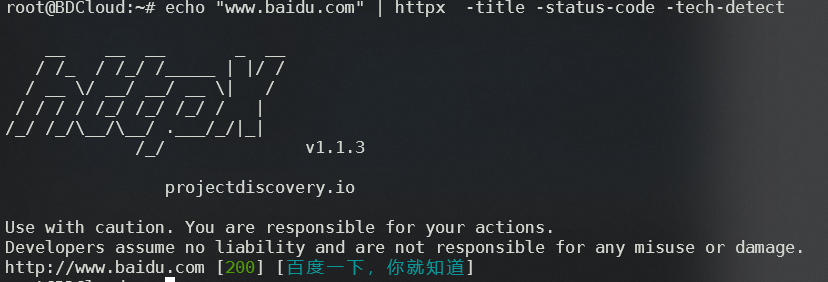 root@BDCloud:~# echo "www.baidu.com" | httpx  -title -status-code -tech-detect
    __    __  __       _  __
   / /_  / /_/ /_____ | |/ /
  / __ \/ __/ __/ __ \|   /
 / / / / /_/ /_/ /_/ /   |
/_/ /_/\__/\__/ .___/_/|_|
             /_/              v1.1.3
projectdiscovery.io
Use with caution. You are responsible for your actions.
Developers assume no liability and are not responsible for any misuse or damage.
http://www.baidu.com [200] [百度一下，你就知道]